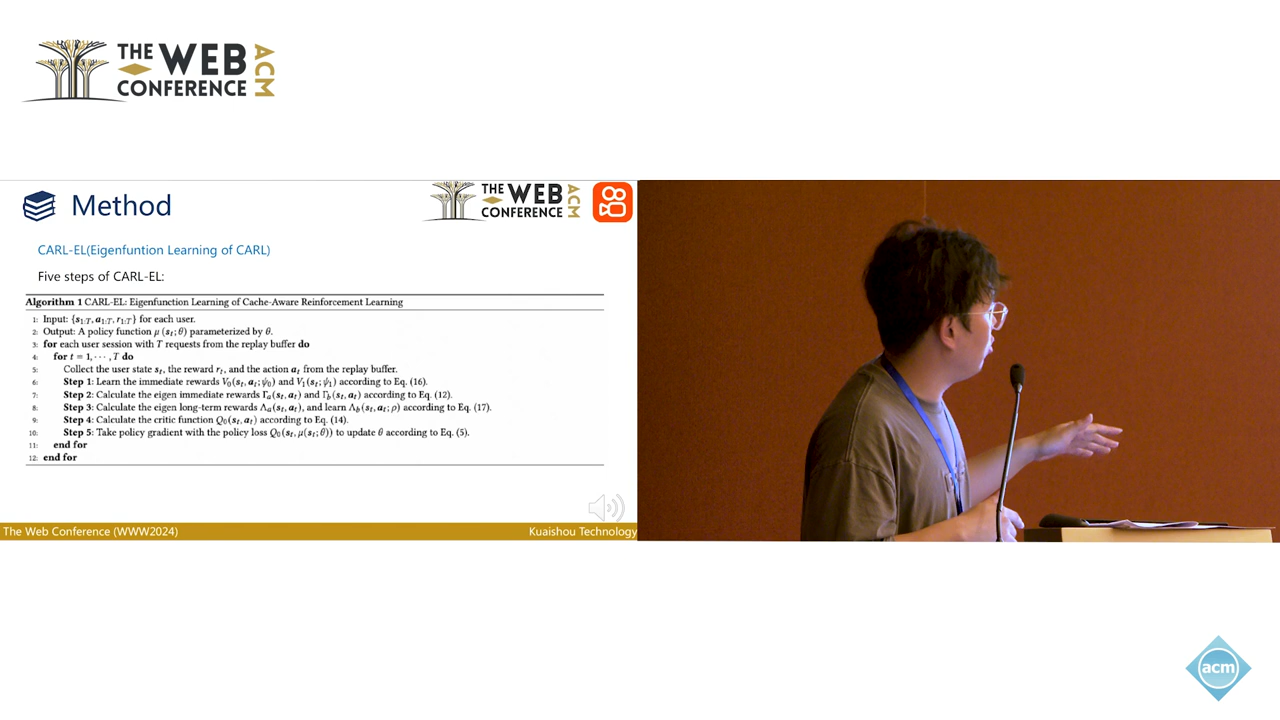 THE WEB
CONFERENCE
ACM
Method
THE WEB
CONFERENCE
ACM
CARL-EL(Eigenfuntion Learning of CARL)
Five steps of CARL-EL:
Algorithm 1 CARL-EL: Eigenfunction Learning of Cache-Aware Reinforcement Learning
1: Input: {s₁:T, a₁:T, r₁:T} for each user.
2: Output: A policy function μ(sₜ; θ) parameterized by θ.
3: for each user session with T requests from the replay buffer do
4: for t = 1, ⋯ , T do
5: Collect the user state sₜ, the reward rₜ, and the action aₜ from the replay buffer.
6: Step 1: Learn the immediate rewards V₀(sₜ, aₜ; ψ₀) and V₁(sₜ; ψ₁) according to Eq. (16).
7: Step 2: Calculate the eigen immediate rewards Γₐ(sₜ, aₜ) and Γb(sₜ, aₜ) according to Eq. (12).
8: Step 3: Calculate the eigen long-term rewards Λₐ(sₜ, aₜ), and learn Λb(sₜ, aₜ; ρ) according to Eq. (17).
9: Step 4: Calculate the critic function Q₀(sₜ, aₜ) according to Eq. (14).
10: Step 5: Take policy gradient with the policy loss Q₀(sₜ, μ(sₜ; θ)) to update θ according to Eq. (5).
11: end for
12: end for
The Web Conference (WWW2024)
Kuaishou Technology
acm